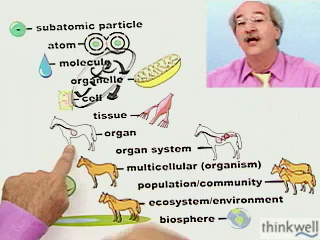 subatomic particle
atom
molecule
organelle
cell
tissue
organ
organ system
multicellular (organism)
population/community
ecosystem/environment
biosphere
thinkwell